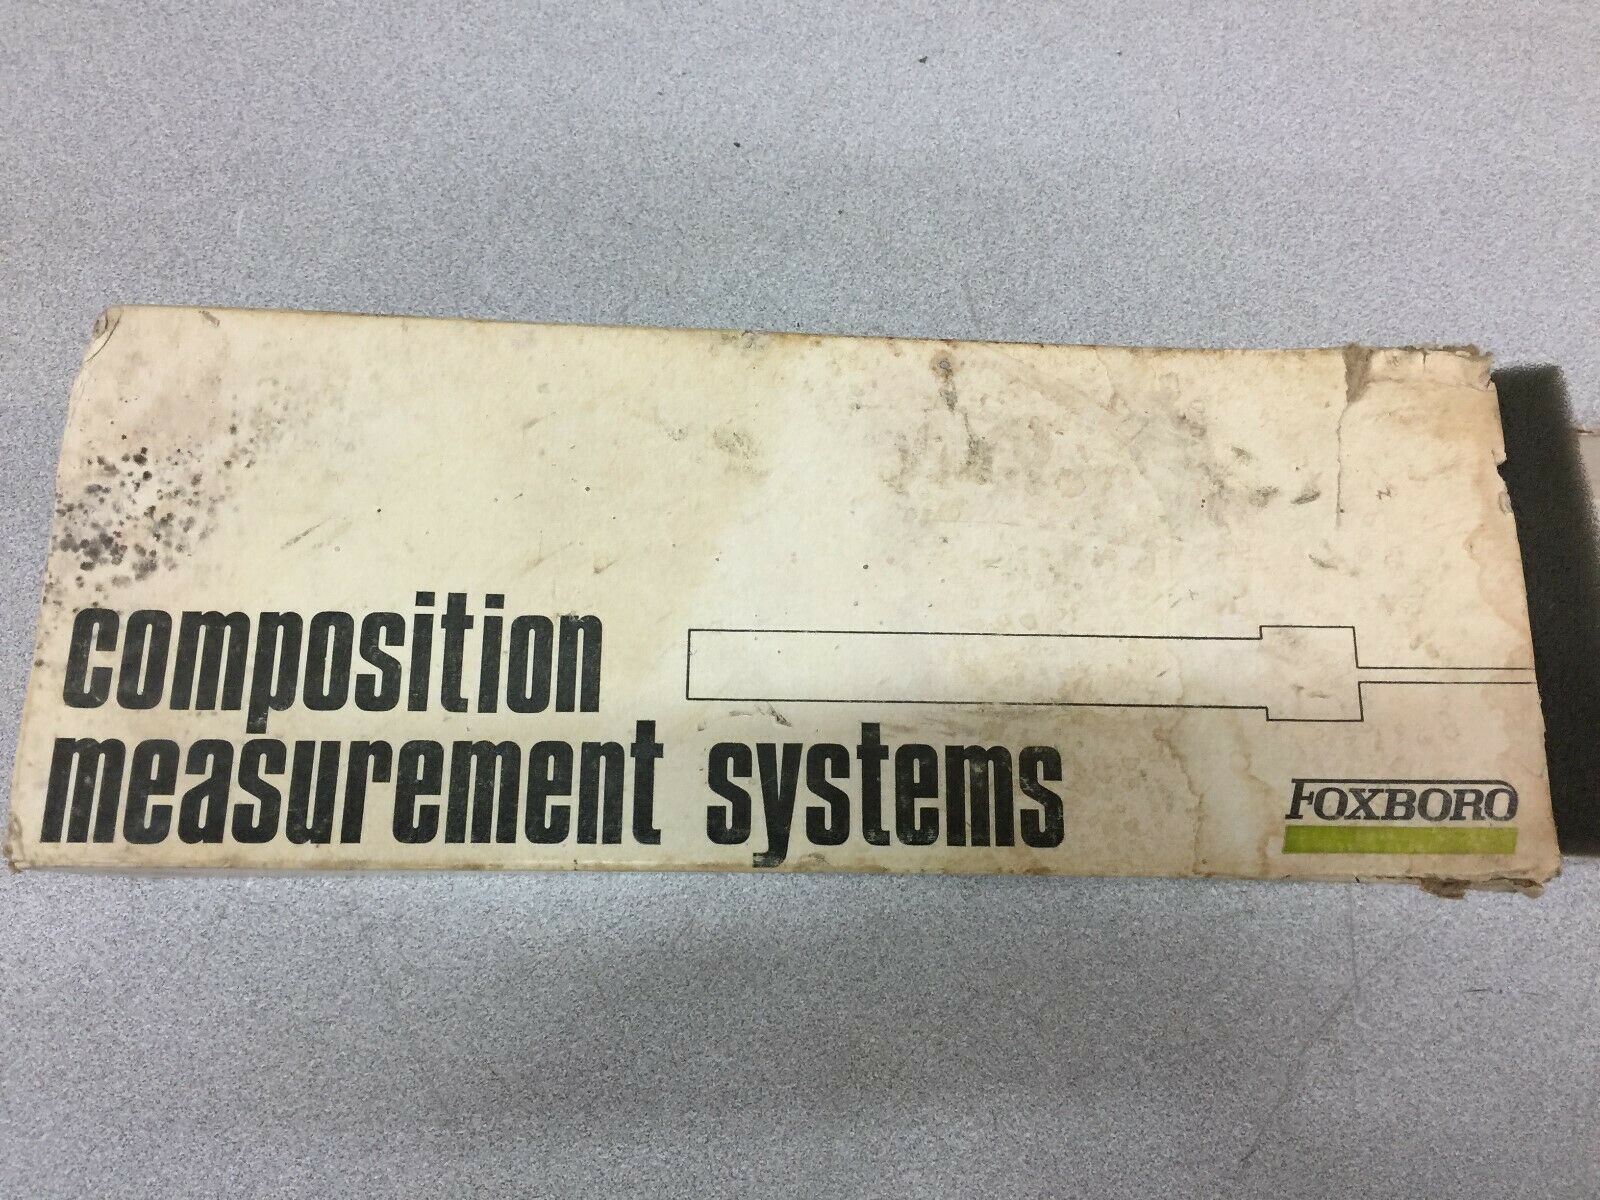 composition
measurement systems
FOXBORO